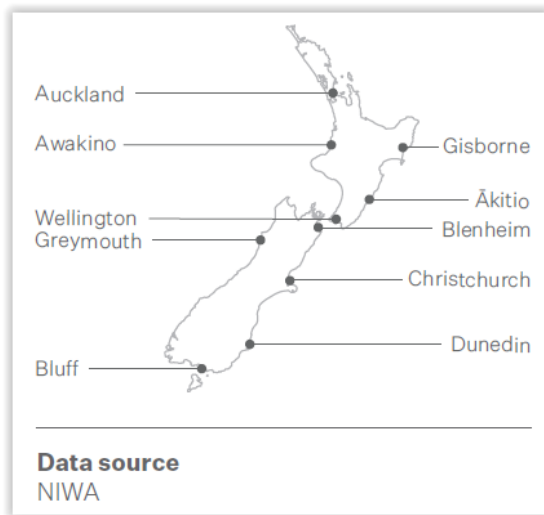 Auckland
Awakino
Gisborne
Ākitio
Wellington
Blenheim
Greymouth
Christchurch
Dunedin
Bluff
Data source
NIWA